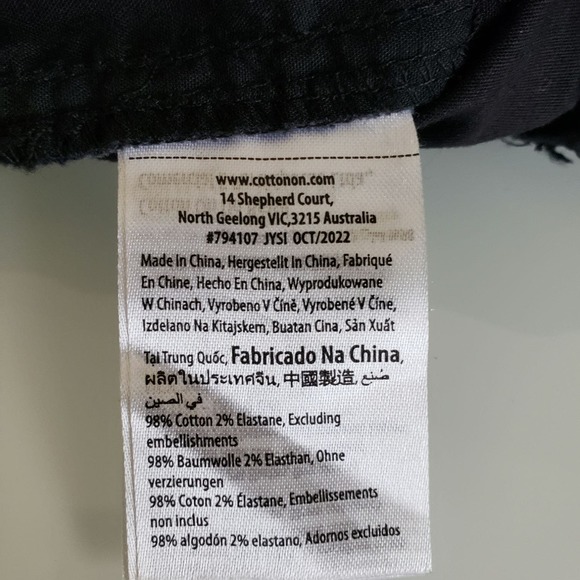 www.cottonon.com
14 Shepherd Court,
North Geelong VIC,3215 Australia
#794107 JYSI OCT/2022
Made In China, Hergestellt In China, Fabriqué
En Chine, Hecho En China, Wyprodukowane
W Chinach, Vyrobeno V Číně, Vyrobené V Číne,
Izdelano Na Kitajskem, Buatan Cina, Sản Xuất
Tại Trung Quốc, Fabricado Na China,
ผลิตในประเทศจีน, 中國製造, صُنع
في الصين
98% Cotton 2% Elastane, Excluding
embellishments
98% Baumwolle 2% Elasthan, Ohne
verzierungen
98% Coton 2% Élastane, Embellissements
non inclus
98% algodón 2% elastano, Adornos excluidos